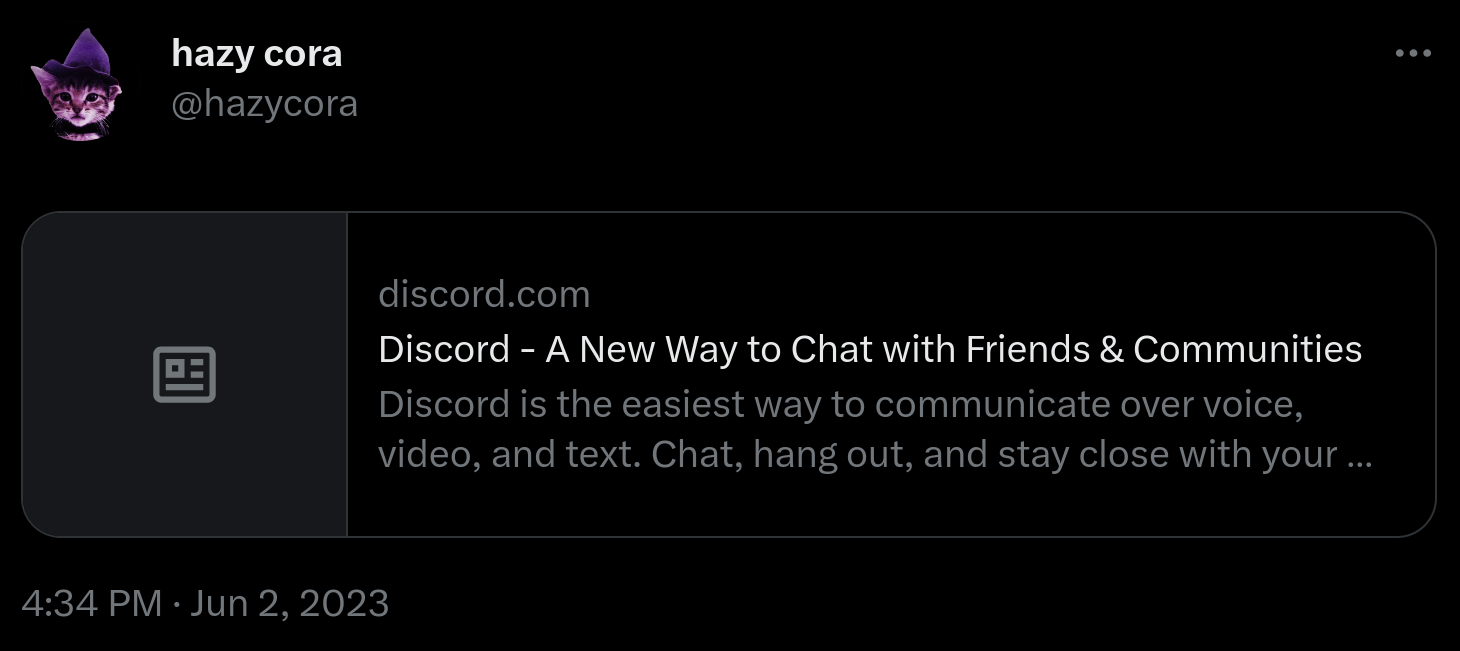 hazy cora
@hazycora
discord.com
Discord - A New Way to Chat with Friends & Communities
Discord is the easiest way to communicate over voice,
video, and text. Chat, hang out, and stay close with your ...
4:34 PM · Jun 2, 2023